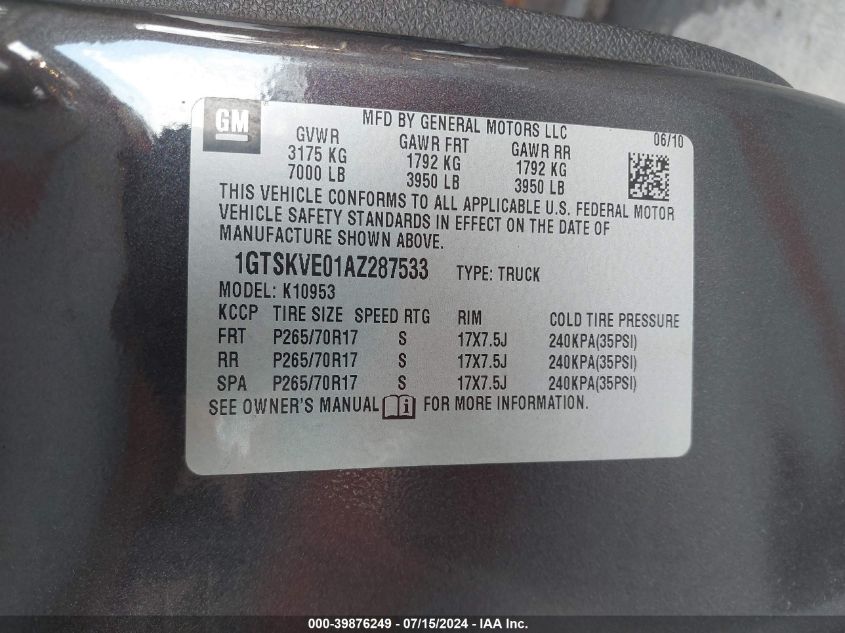 GM
MFD BY GENERAL MOTORS LLC
06/10
GVWR GAWR FRT GAWR RR
3175 KG 1792 KG 1792 KG
7000 LB 3950 LB 3950 LB
THIS VEHICLE CONFORMS TO ALL APPLICABLE U.S. FEDERAL MOTOR
VEHICLE SAFETY STANDARDS IN EFFECT ON THE DATE OF
MANUFACTURE SHOWN ABOVE.
1GTSKVE01AZ287533 TYPE: TRUCK
MODEL: K10953
KCCP TIRE SIZE SPEED RTG RIM COLD TIRE PRESSURE
FRT P265/70R17 S 17X7.5J 240KPA(35PSI)
RR P265/70R17 S 17X7.5J 240KPA(35PSI)
SPA P265/70R17 S 17X7.5J 240KPA(35PSI)
SEE OWNER'S MANUAL i FOR MORE INFORMATION.
000-39876249 - 07/15/2024 - IAA Inc.